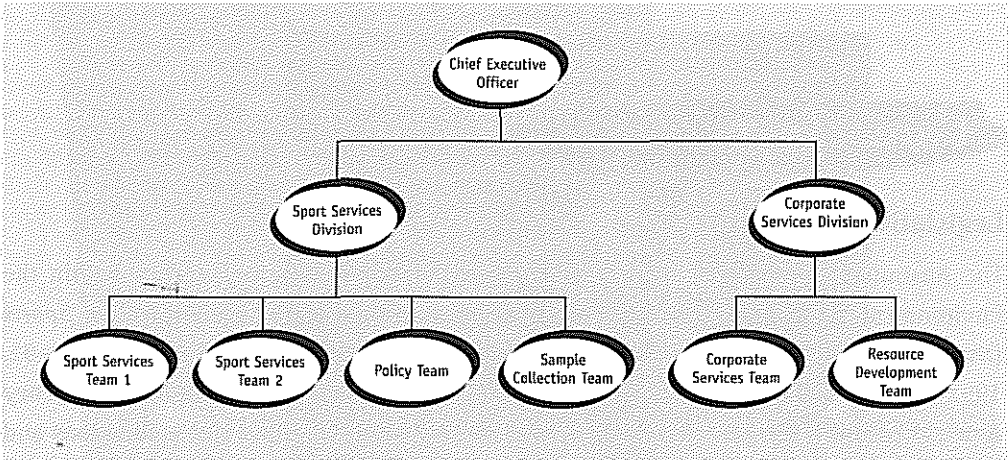 Chief Executive
Officer
Sport Services
Division
Corporate
Services Division
Sport Services
Team 1
Sport Services
Team 2
Policy Team
Sample
Collection Team
Corporate
Services Team
Resource
Development
Team